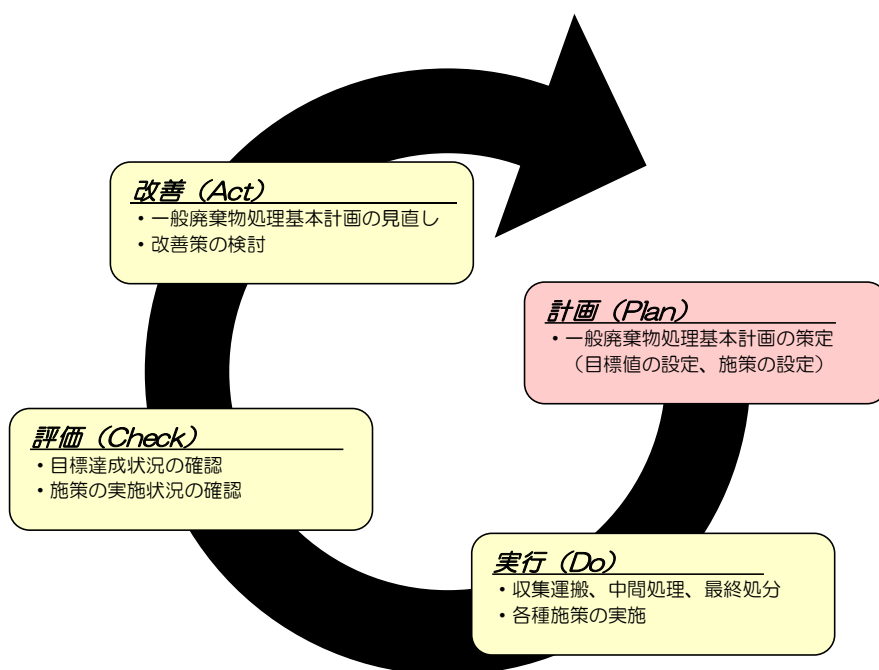 改善（Act）
・一般廃棄物処理基本計画の見直し
・改善策の検討
計画（Plan）
・一般廃棄物処理基本計画の策定
（目標値の設定、施策の設定）
評価（Check）
・目標達成状況の確認
・施策の実施状況の確認
実行（Do）
・収集運搬、中間処理、最終処分
・各種施策の実施